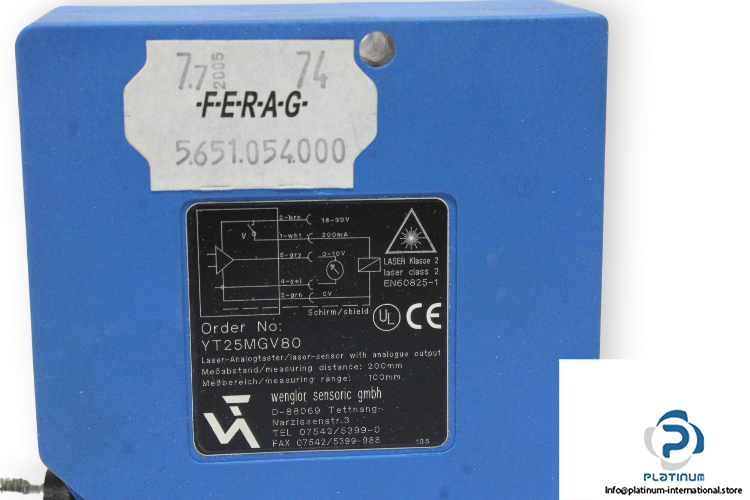 7.7 2005 74
-F-E-R-A-G-
5.651.054.000
2-brn 18-30V
V 1-wht 200mA
6-gry 0-10V
4-yel
3-grn 0V
Schirm/shield
LASER Klasse 2
laser class 2
EN60825-1
UL CE
Order No:
YT25MGV80
Laser-Analogtaster/laser-sensor with analogue output
Meßabstand/measuring distance: 200mm
Meßbereich/measuring range: 100mm
wenglor sensoric gmbh
D-88069 Tettnang
Narzissenstr.3
TEL 07542/5399-0
FAX 07542/5399-988
PLATINUM
Info@platinum-international.store